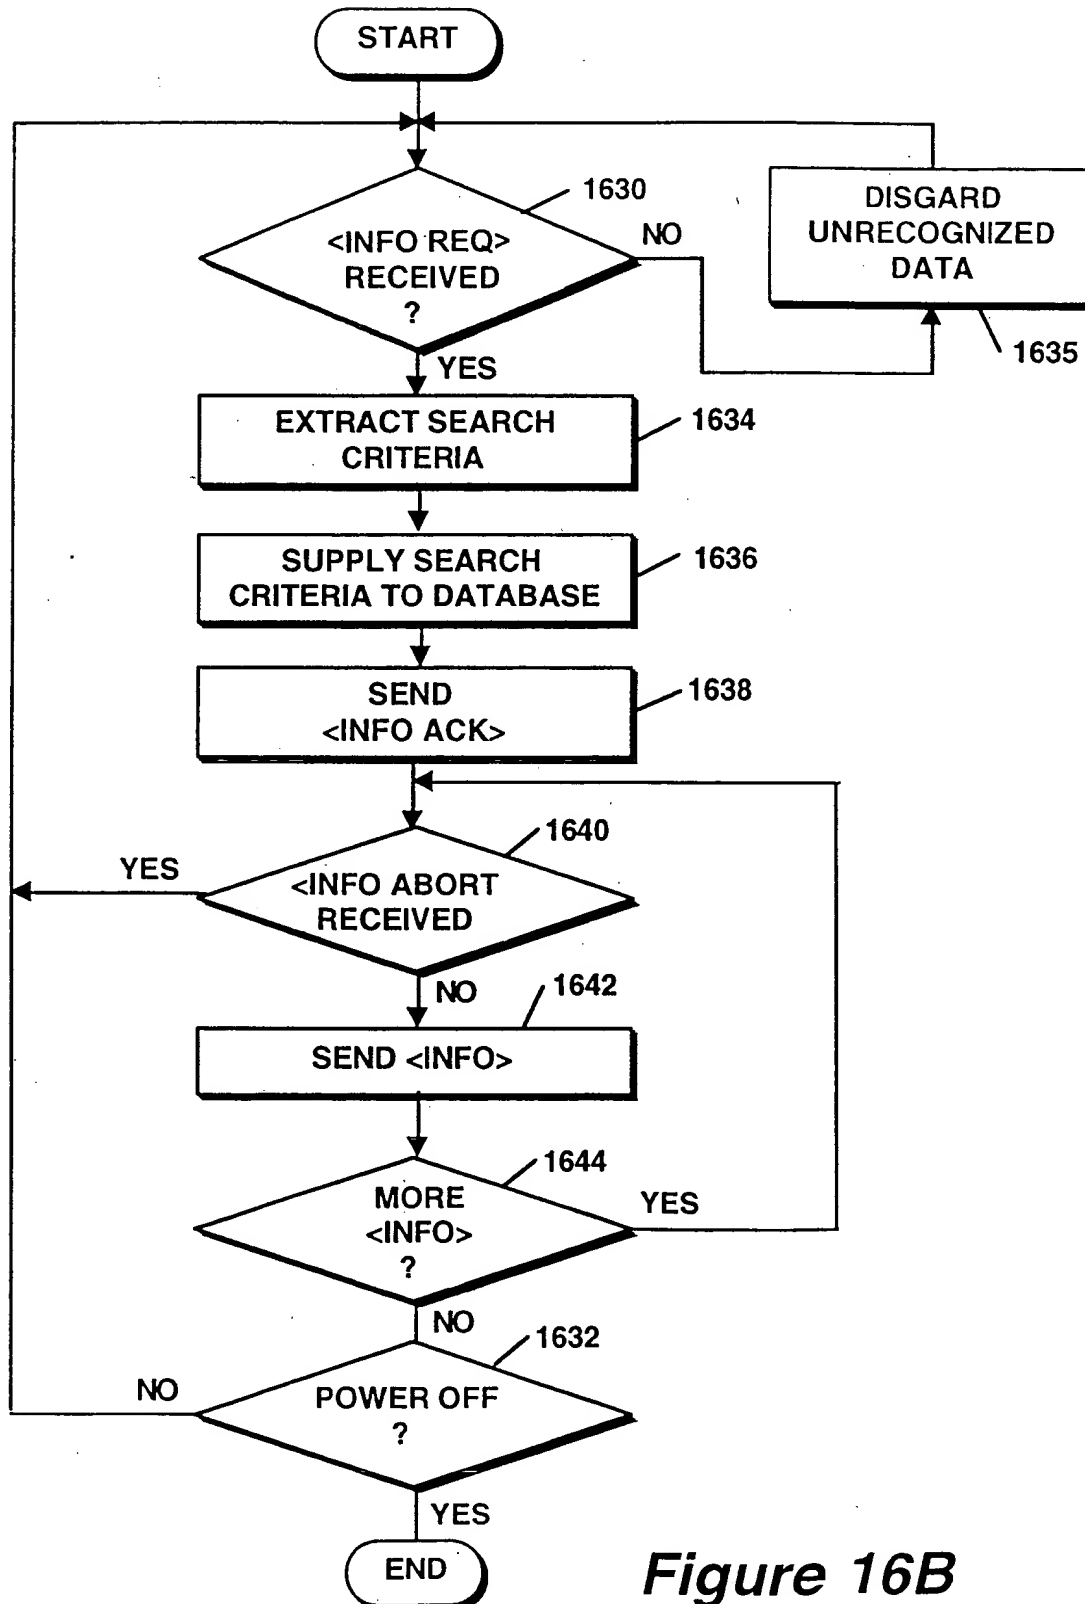 START
1630
<INFO REQ>
RECEIVED
?
NO
DISGARD
UNRECOGNIZED
DATA
1635
YES
EXTRACT SEARCH
CRITERIA
1634
SUPPLY SEARCH
CRITERIA TO DATABASE
1636
SEND
<INFO ACK>
1638
1640
YES
<INFO ABORT
RECEIVED
NO
1642
SEND <INFO>
1644
MORE
<INFO>
?
YES
NO
1632
NO
POWER OFF
?
YES
END
Figure 16B